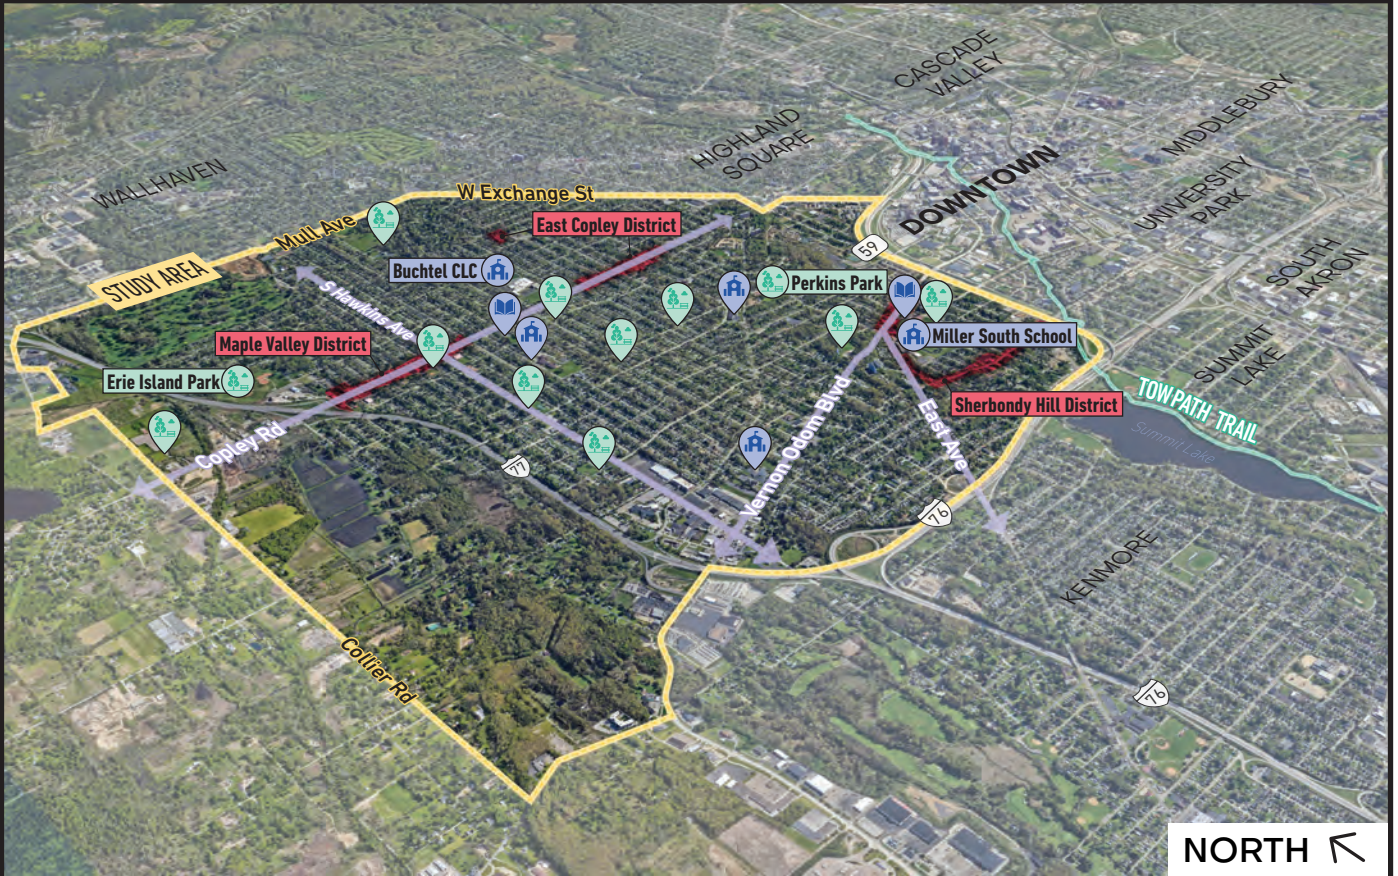 CASCADE
VALLEY
HIGHLAND
SQUARE
MIDDLEBURY
WALLHAVEN
DOWNTOWN
UNIVERSITY
PARK
W Exchange St
Mull Ave
East Copley District
59
SOUTH
AKRON
STUDY AREA
Buchtel CLC
Perkins Park
S Hawkins Ave
Maple Valley District
Miller South School
SUMMIT
LAKE
Erie Island Park
Sherbondy Hill District
TOWPATH TRAIL
Summit Lake
Copley Rd
Vernon Odom Blvd
East Ave
77
76
KENMORE
Collier Rd
76
NORTH